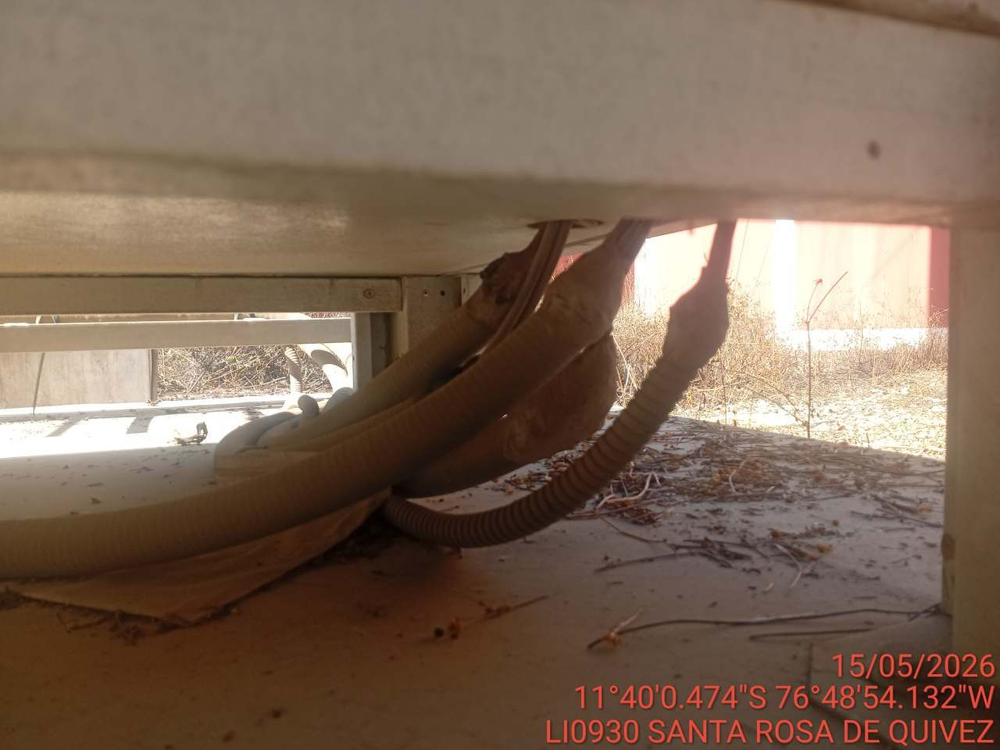 15/05/2026
11°40'0.474"S 76°48'54.132"W
LI0930 SANTA ROSA DE QUIVEZ